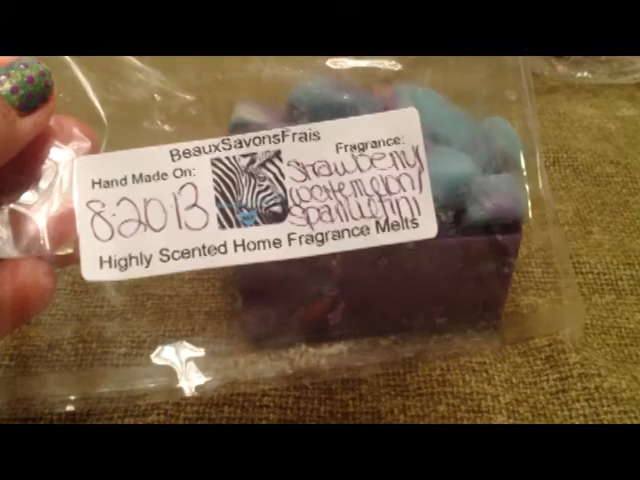 BeauxSavonsFrais
Hand Made On:
8-20-13
Fragrance:
Strawberry
watermelon/
sparkletini
Highly Scented Home Fragrance Melts